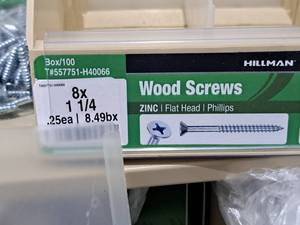 Box/100
T#557751-H40066
HILLMAN
8x
1 1/4
.25ea | 8.49bx
Wood Screws
ZINC | Flat Head | Phillips